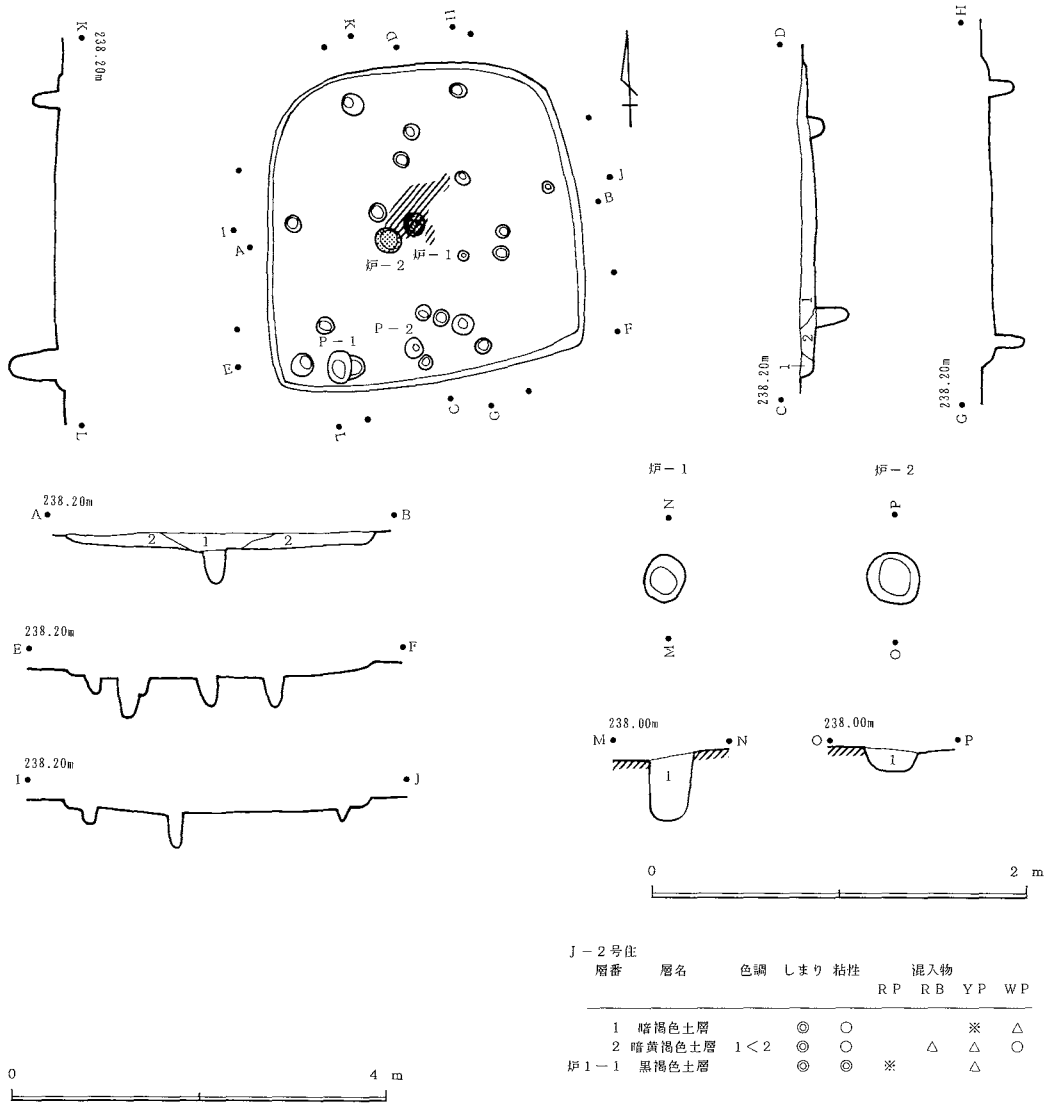 K
238.20m
L
K
D
H
J
B
I
A
炉-2
炉-1
P-2
P-1
F
E
C
G
L
D
1
2
1
238.20m
C
H
238.20m
G
238.20m
A
B
2
1
2
238.20m
E
F
238.20m
I
J
炉-1
炉-2
N
P
M
O
238.00m
M
N
1
238.00m
O
P
1
0 2 m
J-2号住
層番 層名 色調 しまり 粘性 混入物
RP RB YP WP
1 暗褐色土層 ◎ ○ ※ △
2 暗黄褐色土層 1<2 ◎ ○ △ △ ○
炉1-1 黒褐色土層 ◎ ◎ ※ △
0 4 m